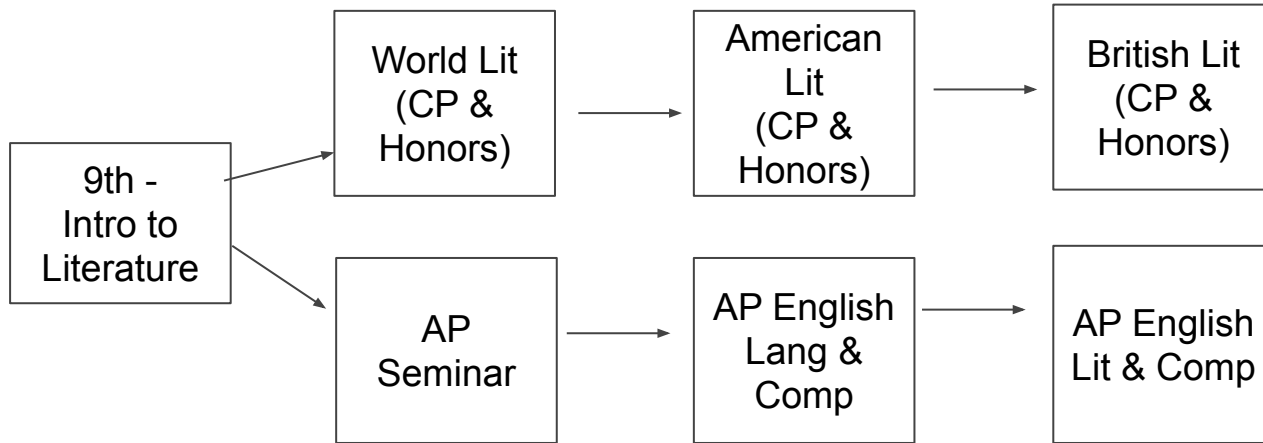 9th -
Intro to
Literature
World Lit
(CP &
Honors)
American
Lit
(CP &
Honors)
British Lit
(CP &
Honors)
AP
Seminar
AP English
Lang &
Comp
AP English
Lit & Comp